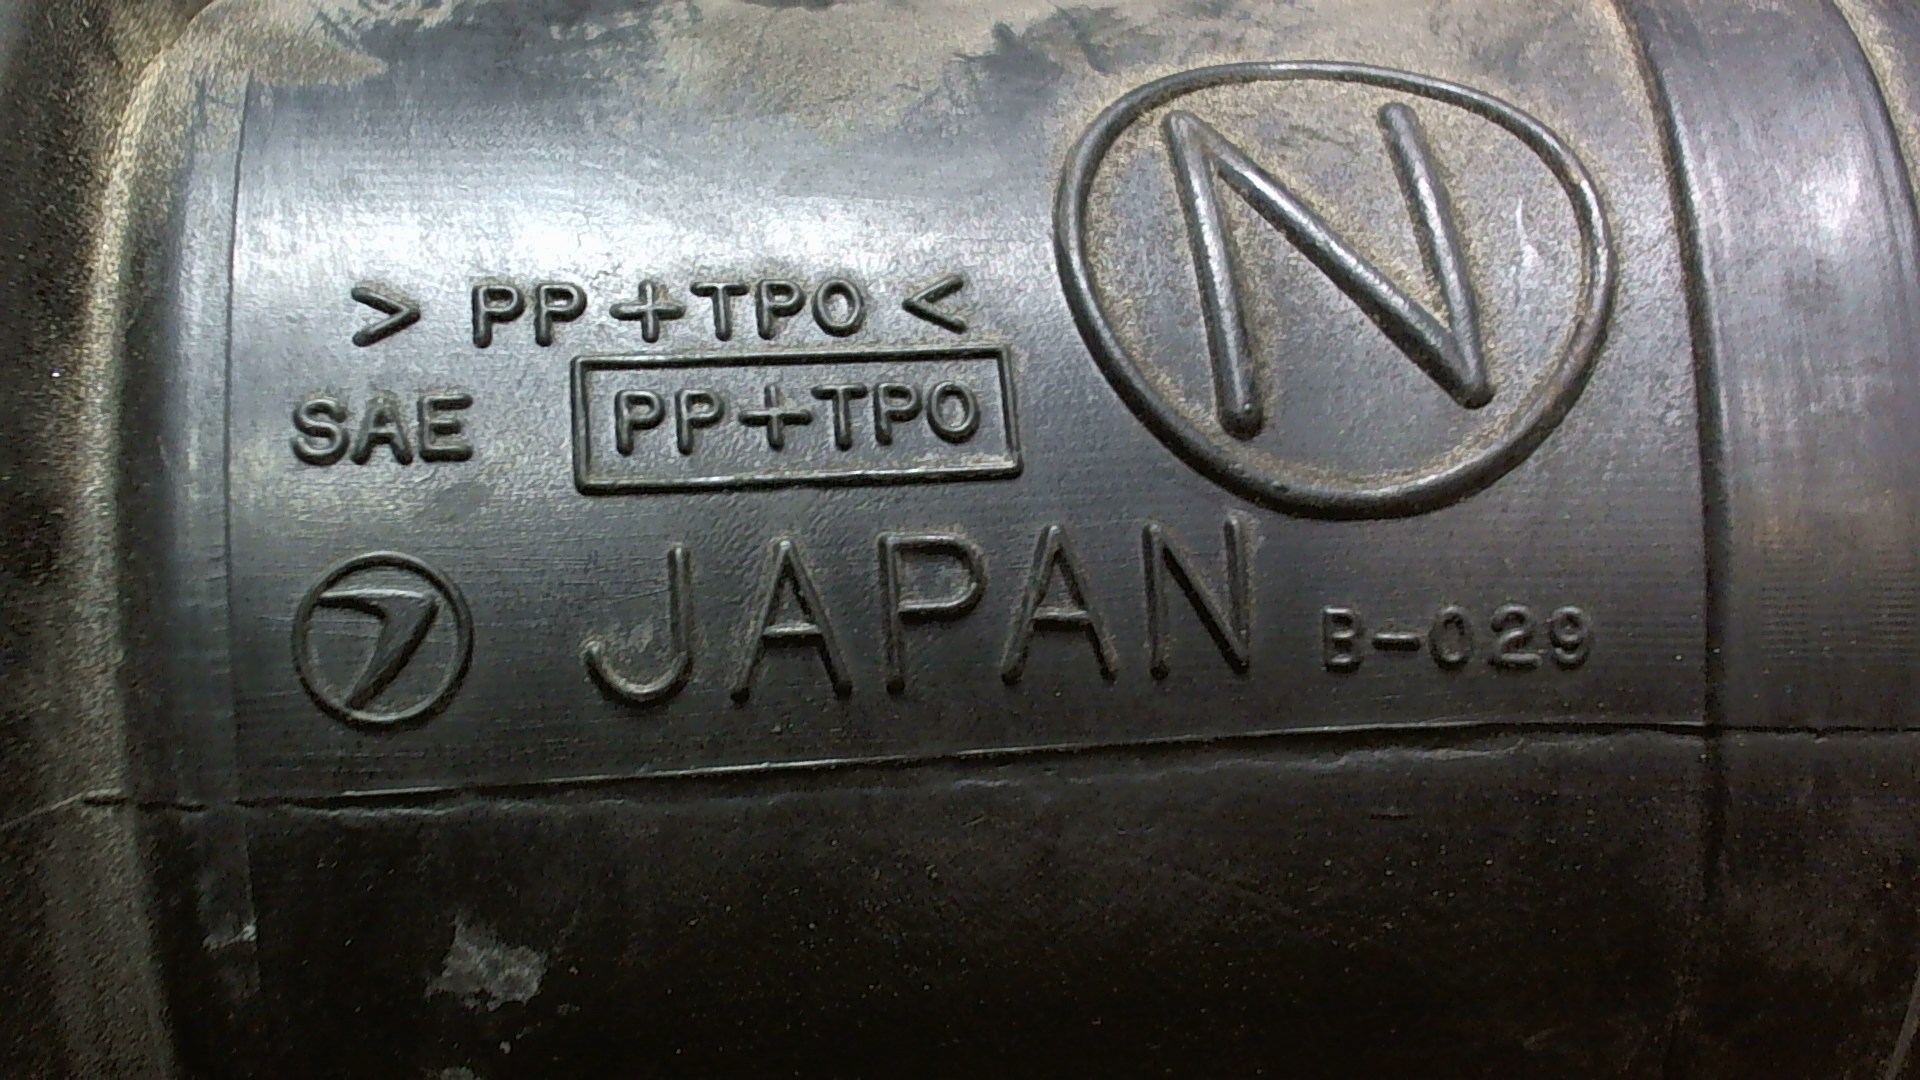 N
> PP+TPO <
SAE PP+TPO
JAPAN B-029